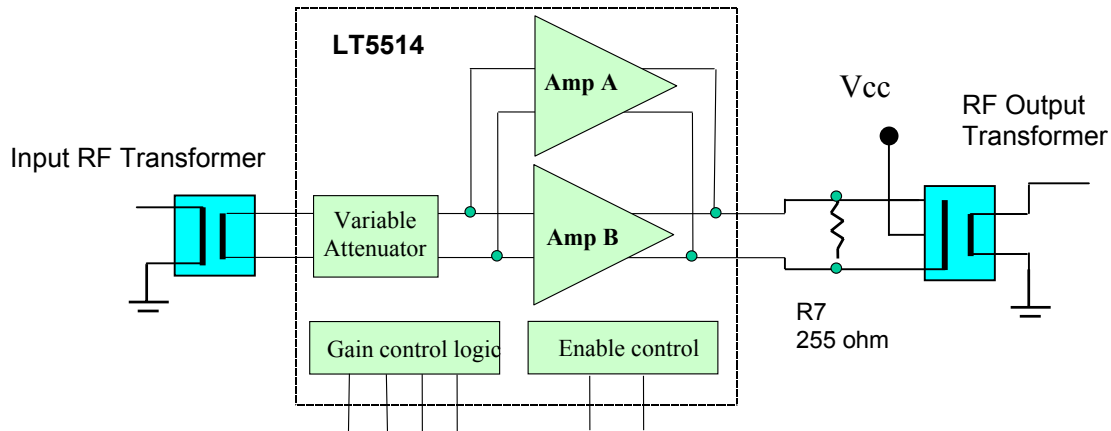 LT5514
Amp A
Vcc
RF Output
Transformer
Input RF Transformer
Variable
Attenuator
Amp B
R7
255 ohm
Gain control logic
Enable control